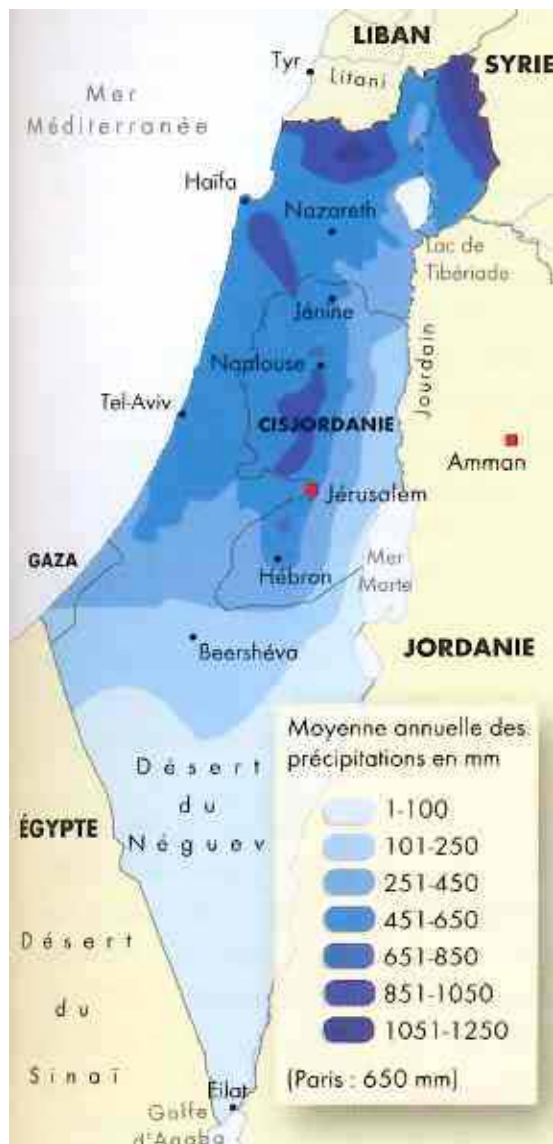 LIBAN
Tyr
Litani
SYRIE
Mer
Méditerranée
Haïfa
Nazareth
Lac de
Tibériade
Jénine
Jourdain
Naplouse
Tel-Aviv
CISJORDANIE
Amman
Jérusalem
GAZA
Hébron
Mer
Morte
Beershéva
JORDANIE
Moyenne annuelle des
précipitations en mm
Désert
du
Néguev
1-100
101-250
ÉGYPTE
251-450
451-650
Désert
651-850
du
851-1050
1051-1250
Sinaï
(Paris : 650 mm)
Eilat
Golfe
d'Aqaba